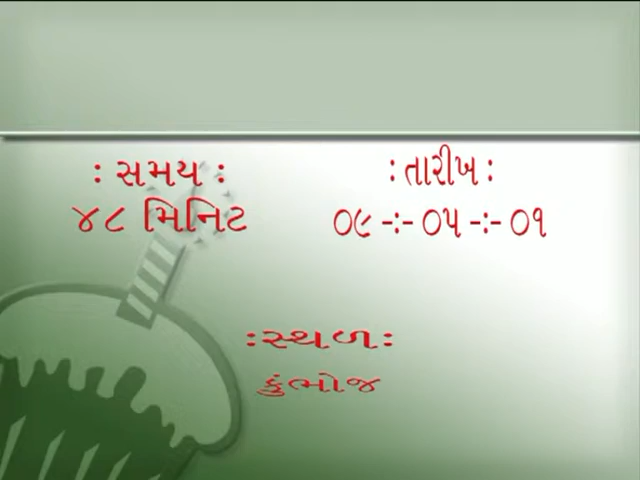 : સમય :
૪૮ મિનિટ
: તારીખ :
૦૯ -:- ૦૫ -:- ૦૧
:સ્થળ:
કુંભોજ